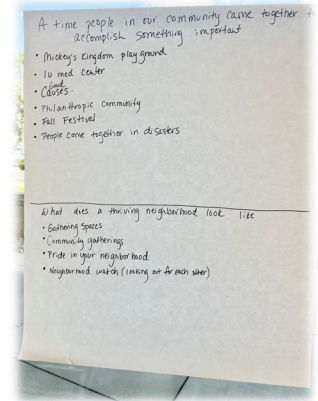 A time people in our community came together to
accomplish something important
• Mickey's Kingdom playground
• IU med center
Good
• Causes
• Philanthropic community
• Fall Festival
• People come together in disasters
What does a thriving neighborhood look like
• Gathering Spaces
• Community gatherings
• Pride in your neighborhood
• Neighborhood watch (looking out for each other)